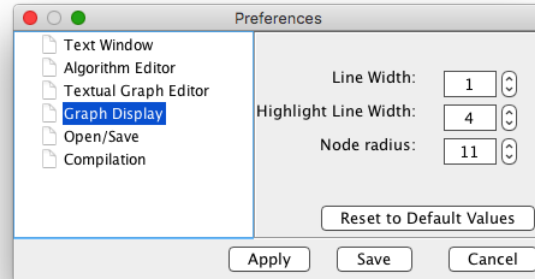 Preferences
Text Window
Algorithm Editor
Textual Graph Editor
Graph Display
Open/Save
Compilation
Line Width: 1
Highlight Line Width: 4
Node radius: 11
Reset to Default Values
Apply Save Cancel